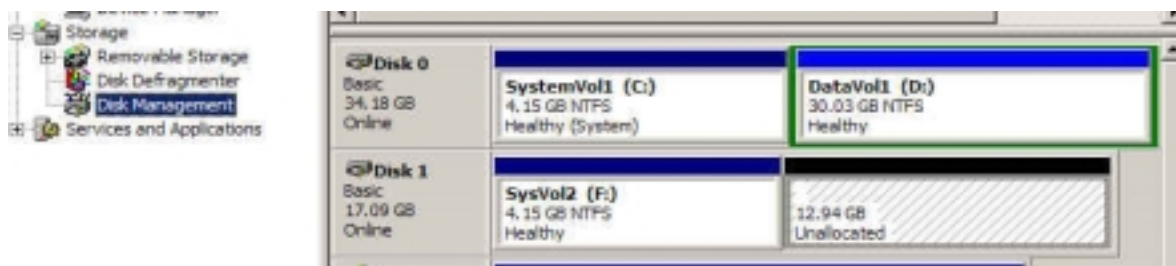 Storage
Removable Storage
Disk Defragmenter
Disk Management
Services and Applications
Disk 0
Basic
34.18 GB
Online
SystemVol1 (C:)
4.15 GB NTFS
Healthy (System)
DataVol1 (D:)
30.03 GB NTFS
Healthy
Disk 1
Basic
17.09 GB
Online
SysVol2 (F:)
4.15 GB NTFS
Healthy
12.94 GB
Unallocated